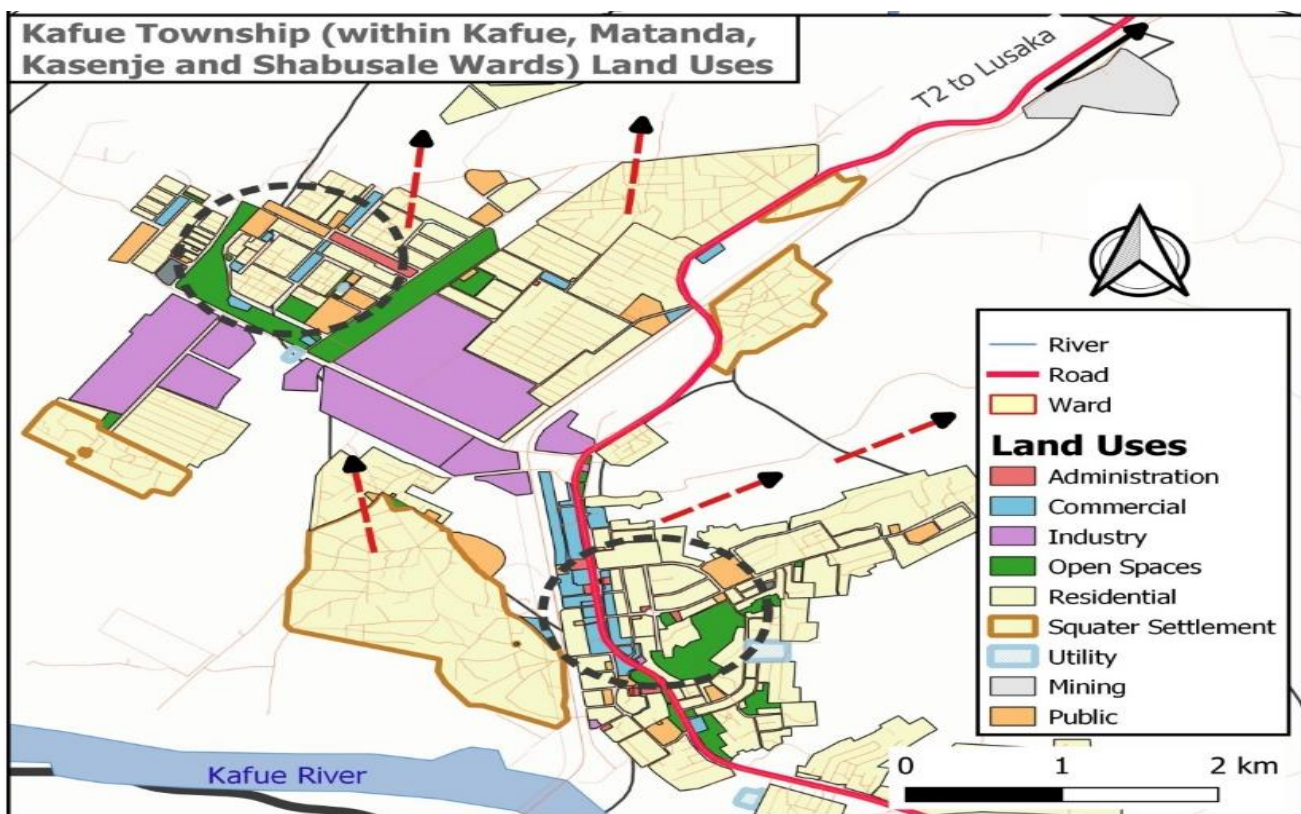 Kafue Township (within Kafue, Matanda,
Kasenje and Shabusale Wards) Land Uses
T2 to Lusaka
River
Road
Ward
Land Uses
Administration
Commercial
Industry
Open Spaces
Residential
Squater Settlement
Utility
Mining
Public
Kafue River
0 1 2 km